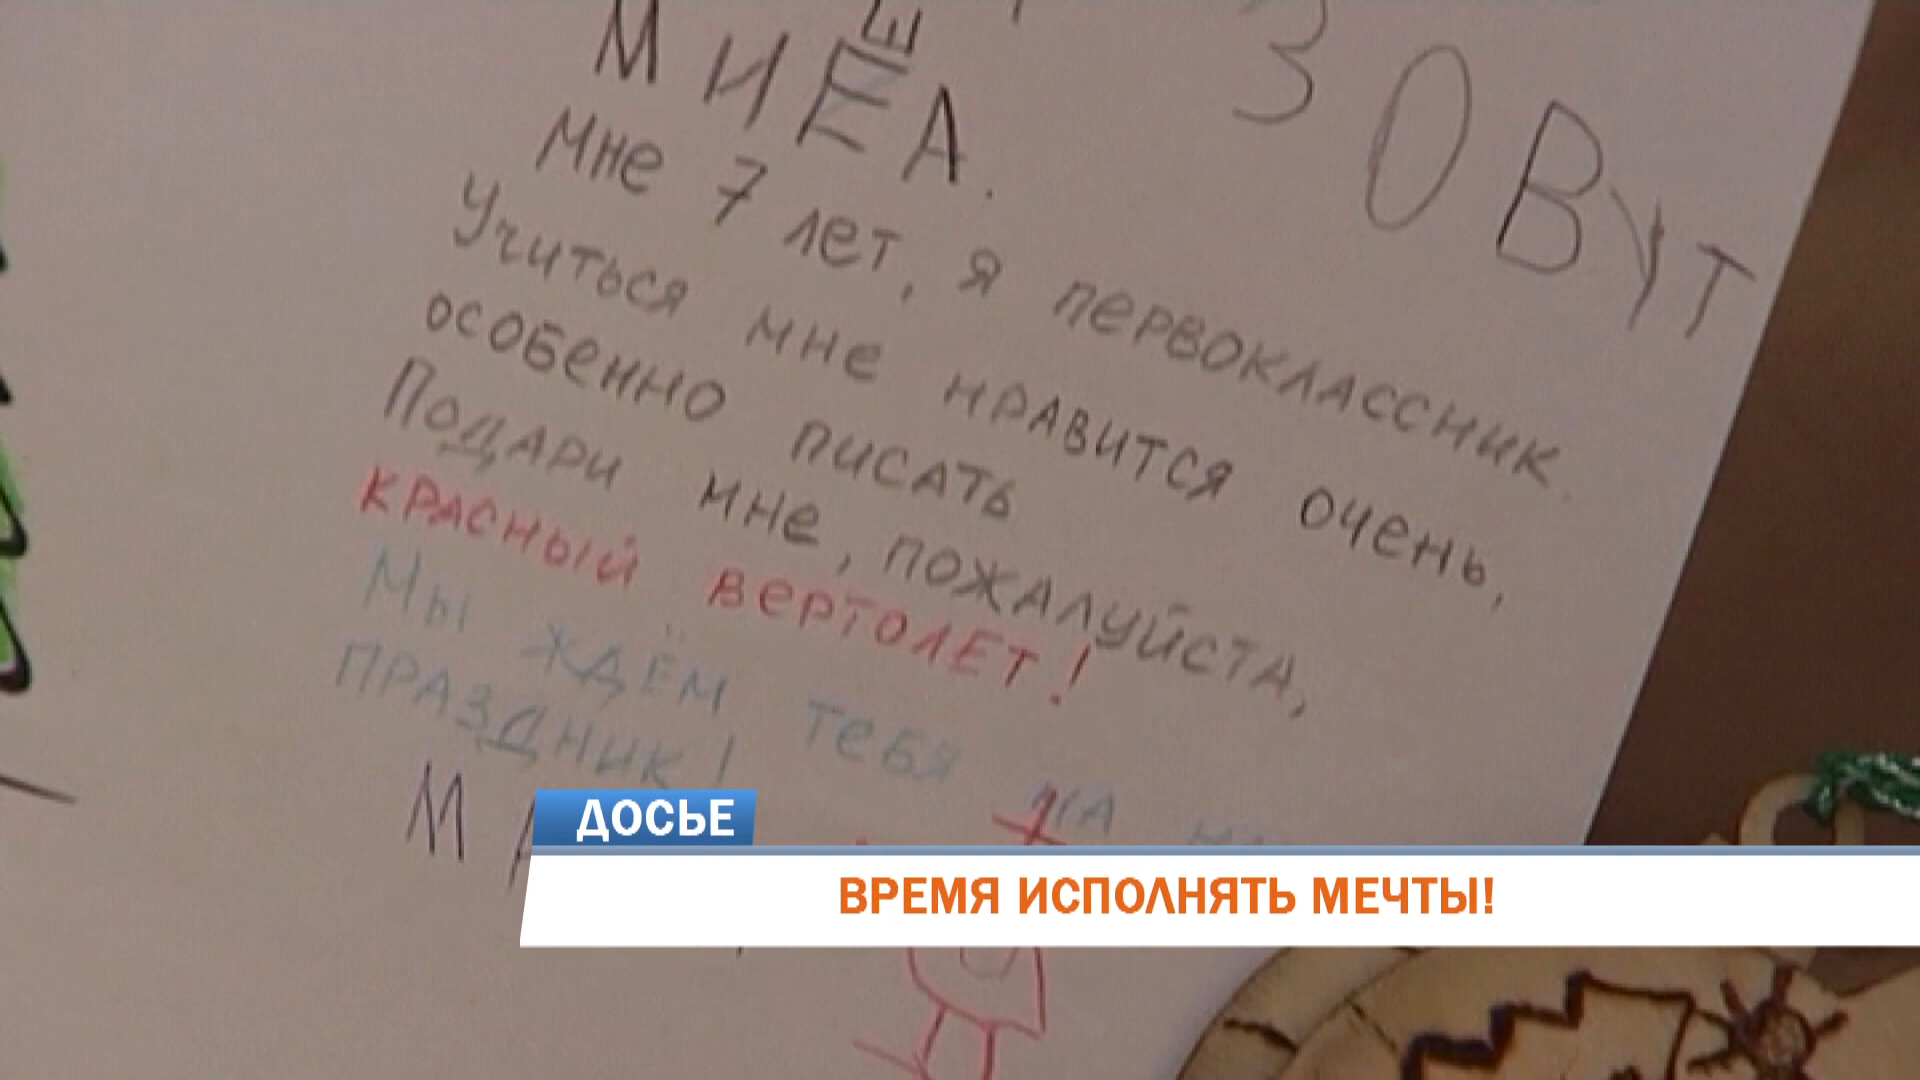 ЗОВУТ
Мне 7 лет, я первоклассник.
Учиться мне нравится очень,
особенно писать
Подари мне, пожалуйста,
красный вертолет!
Мы ждём тебя на
праздник!
ДОСЬЕ
ВРЕМЯ ИСПОЛНЯТЬ МЕЧТЫ!